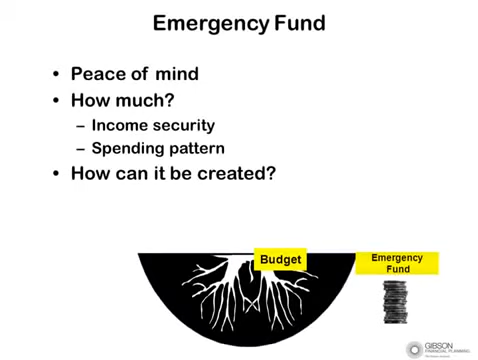 Emergency Fund
• Peace of mind
• How much?
– Income security
– Spending pattern
• How can it be created?
Budget
Emergency
Fund
GIBSON
FINANCIAL PLANNING